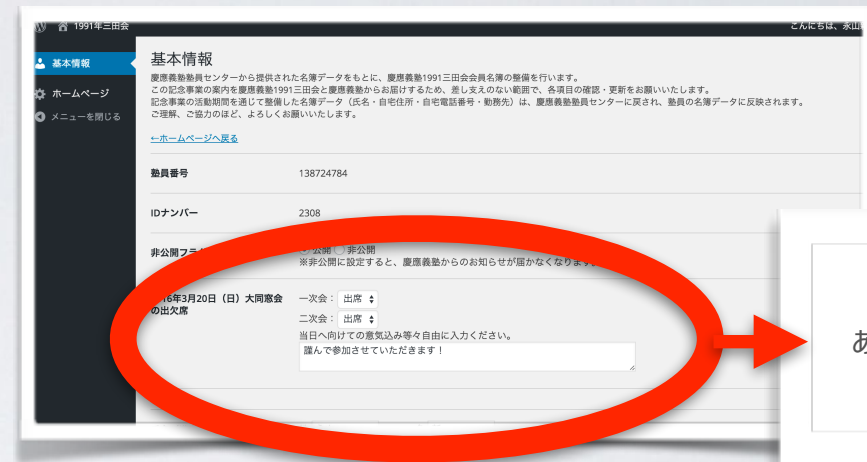 1991年三田会
こんにちは、永山
基本情報
ホームページ
メニューを閉じる
基本情報
慶應義塾塾員センターから提供された名簿データをもとに、慶應義塾1991三田会会員名簿の整備を行います。
この記念事業の案内を慶應義塾1991三田会と慶應義塾からお届けするため、差し支えのない範囲で、各項目の確認・更新をお願いいたします。
記念事業の活動期間を通じて整備した名簿データ（氏名・自宅住所・自宅電話番号・勤務先）は、慶應義塾塾員センターに戻され、塾員の名簿データに反映されます。
ご理解、ご協力のほど、よろしくお願いいたします。
←ホームページへ戻る
塾員番号 138724784
IDナンバー 2308
非公開フラ 公開 非公開
※非公開に設定すると、慶應義塾からのお知らせが届かなくなります
16年3月20日（日）大同窓会の出欠席
一次会： 出席
二次会： 出席
当日へ向けての意気込み等々自由に入力ください。
謹んで参加させていただきます！
あ